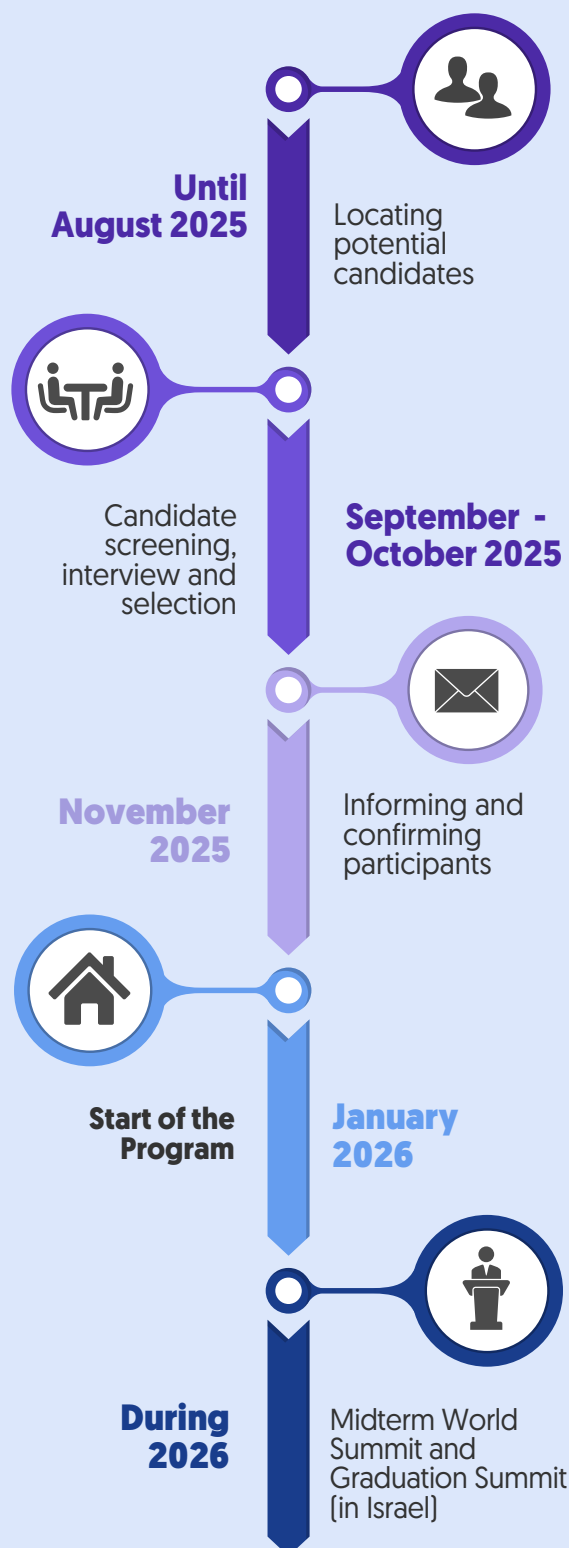 Until
August 2025
Locating
potential
candidates
Candidate
screening,
interview and
selection
September -
October 2025
November
2025
Informing and
confirming
participants
Start of the
Program
January
2026
During
2026
Midterm World
Summit and
Graduation Summit
(in Israel)